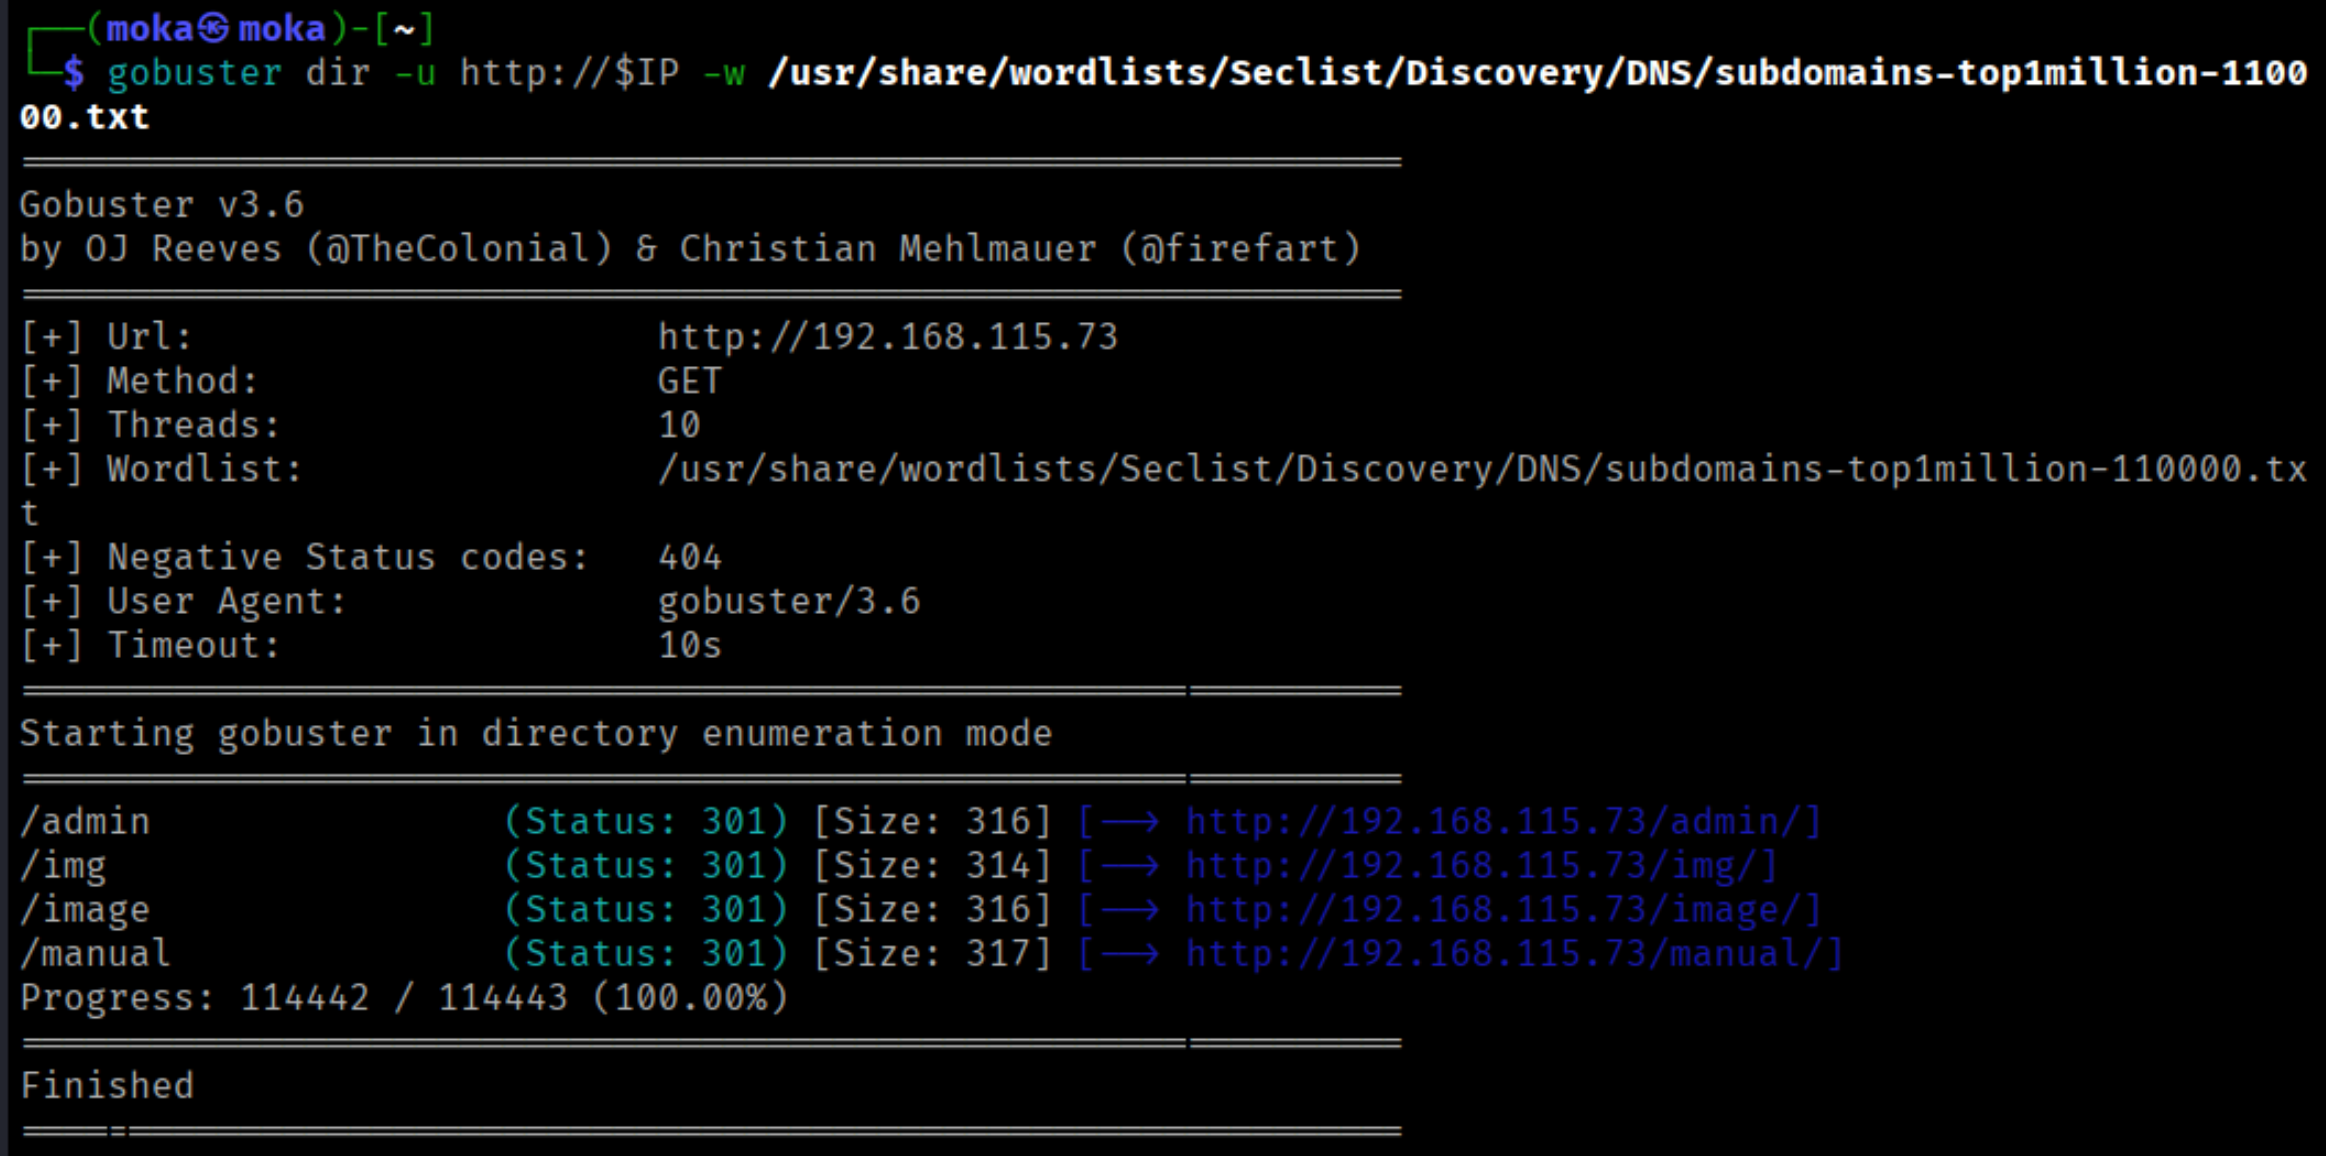 ┌──(moka㉿moka)-[~]
└─$ gobuster dir -u http://$IP -w /usr/share/wordlists/Seclist/Discovery/DNS/subdomains-top1million-1100
00.txt
===============================================================
Gobuster v3.6
by OJ Reeves (@TheColonial) & Christian Mehlmauer (@firefart)
===============================================================
[+] Url:                     http://192.168.115.73
[+] Method:                  GET
[+] Threads:                 10
[+] Wordlist:                /usr/share/wordlists/Seclist/Discovery/DNS/subdomains-top1million-110000.tx
t
[+] Negative Status codes:   404
[+] User Agent:              gobuster/3.6
[+] Timeout:                 10s
===============================================================
Starting gobuster in directory enumeration mode
===============================================================
/admin                (Status: 301) [Size: 316] [--> http://192.168.115.73/admin/]
/img                  (Status: 301) [Size: 314] [--> http://192.168.115.73/img/]
/image                (Status: 301) [Size: 316] [--> http://192.168.115.73/image/]
/manual               (Status: 301) [Size: 317] [--> http://192.168.115.73/manual/]
Progress: 114442 / 114443 (100.00%)
===============================================================
Finished
===============================================================